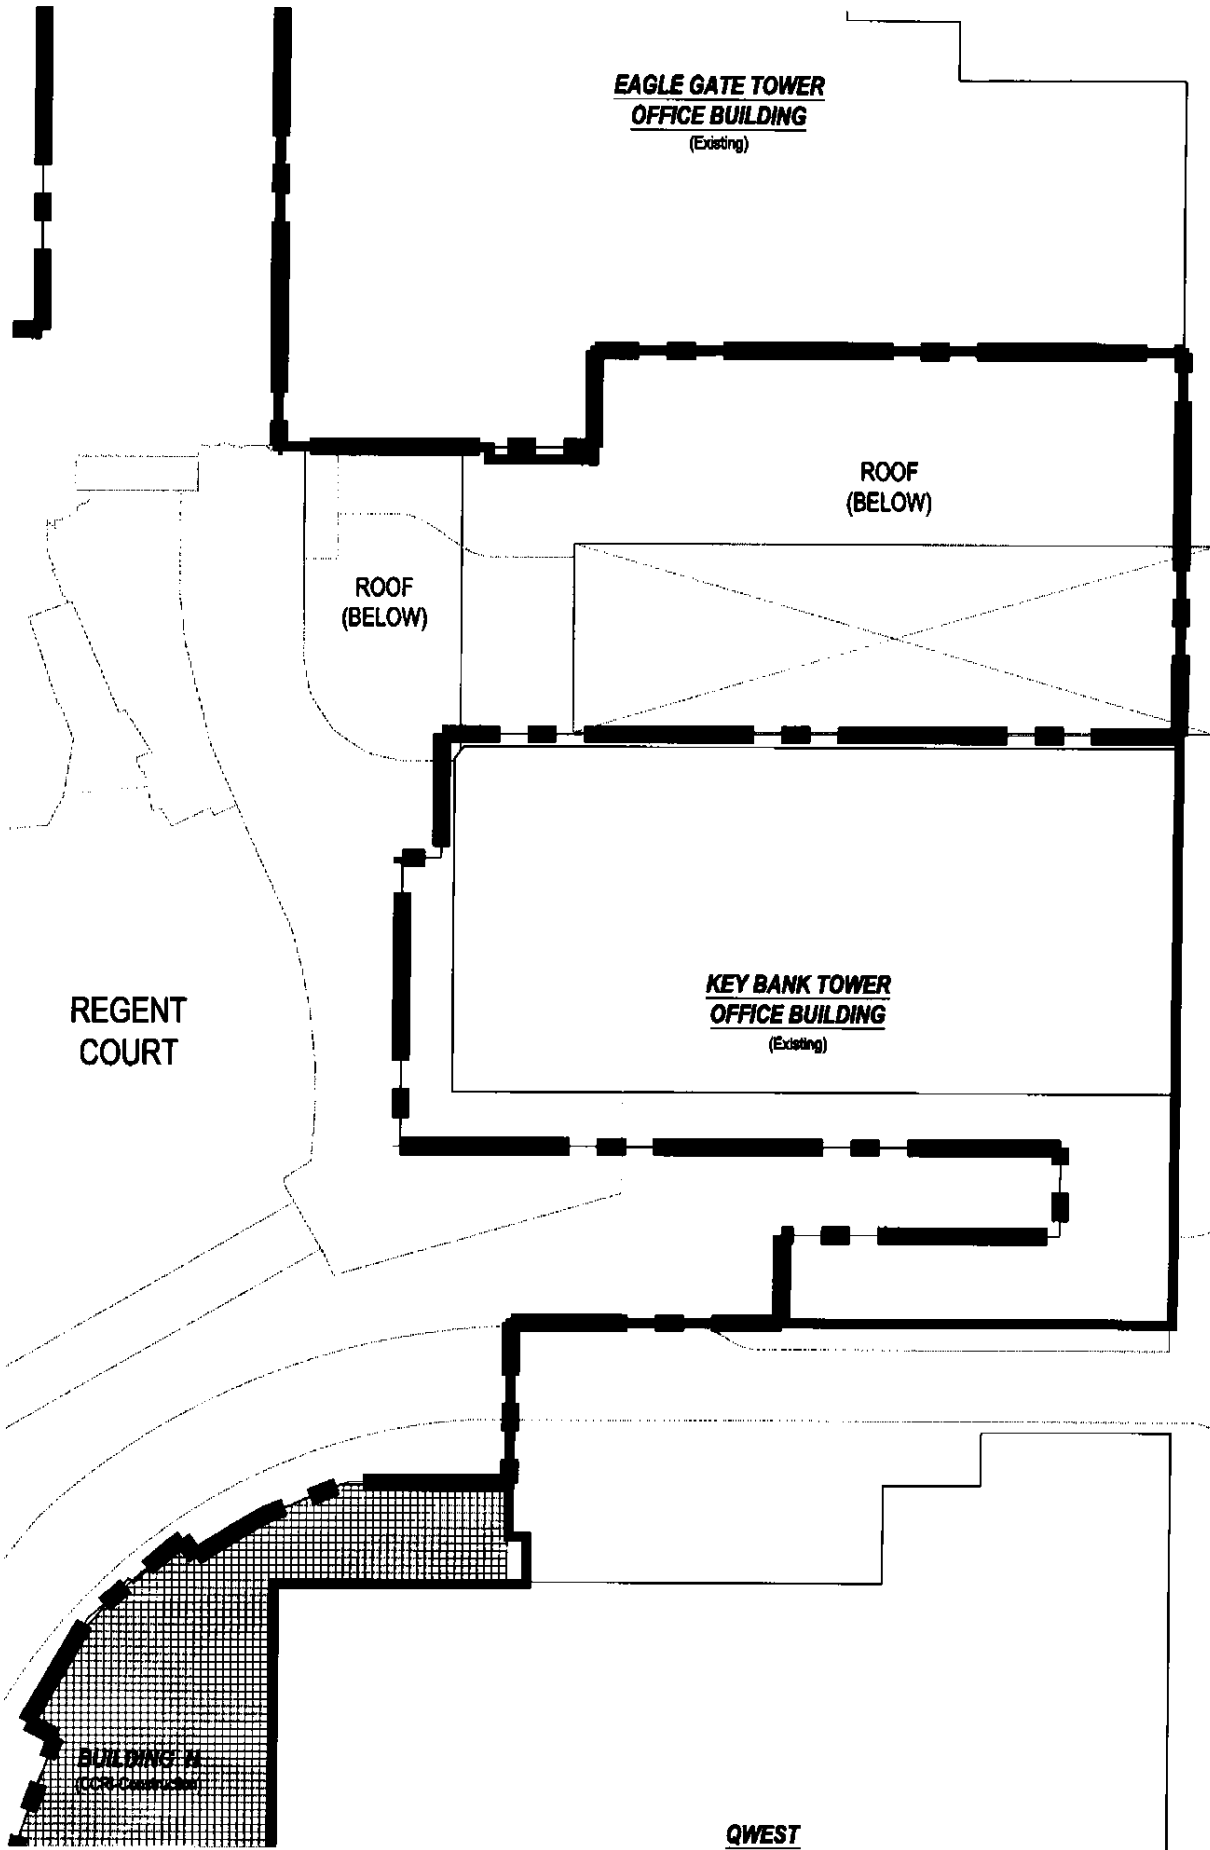 EAGLE GATE TOWER
OFFICE BUILDING
(Existing)
ROOF
(BELOW)
ROOF
(BELOW)
KEY BANK TOWER
OFFICE BUILDING
(Existing)
REGENT
COURT
BUILDING
QWEST